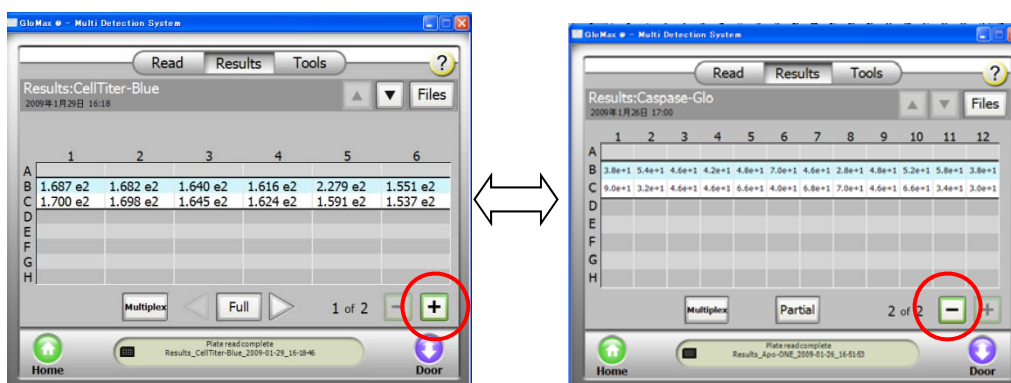 GloMax ® - Multi Detection System
Read Results Tools ?
Results:CellTiter-Blue
2009年1月29日 16:18
Files
1 2 3 4 5 6
A
B 1.687 e2 1.682 e2 1.640 e2 1.616 e2 2.279 e2 1.551 e2
C 1.700 e2 1.698 e2 1.645 e2 1.624 e2 1.591 e2 1.537 e2
D
E
F
G
H
Multiplex Full 1 of 2 - +
Plate read complete
Results_CellTiter-Blue_2009-01-29_16-18-46
Home Door
GloMax ® - Multi Detection System
Read Results Tools ?
Results:Caspase-Glo
2009年1月26日 17:00
Files
1 2 3 4 5 6 7 8 9 10 11 12
A
B 3.8e+1 5.4e+1 4.6e+1 4.2e+1 4.8e+1 7.0e+1 4.6e+1 2.8e+1 4.8e+1 5.2e+1 5.8e+1 3.8e+1
C 9.0e+1 3.2e+1 4.6e+1 4.6e+1 6.6e+1 4.0e+1 6.8e+1 7.0e+1 4.6e+1 6.6e+1 3.4e+1 3.0e+1
D
E
F
G
H
Multiplex Partial 2 of 2 - +
Plate read complete
Results_Apo-ONE_2009-01-26_16-51-53
Home Door